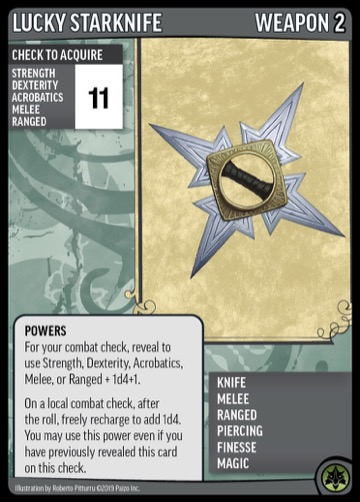 LUCKY STARKNIFE
WEAPON 2
CHECK TO ACQUIRE
STRENGTH
DEXTERITY
ACROBATICS
MELEE
RANGED
11
POWERS
For your combat check, reveal to
use Strength, Dexterity, Acrobatics,
Melee, or Ranged + 1d4+1.
On a local combat check, after
the roll, freely recharge to add 1d4.
You may use this power even if you
have previously revealed this card
on this check.
KNIFE
MELEE
RANGED
PIERCING
FINESSE
MAGIC
Illustration by Roberto Pitturru ©2019 Paizo Inc.